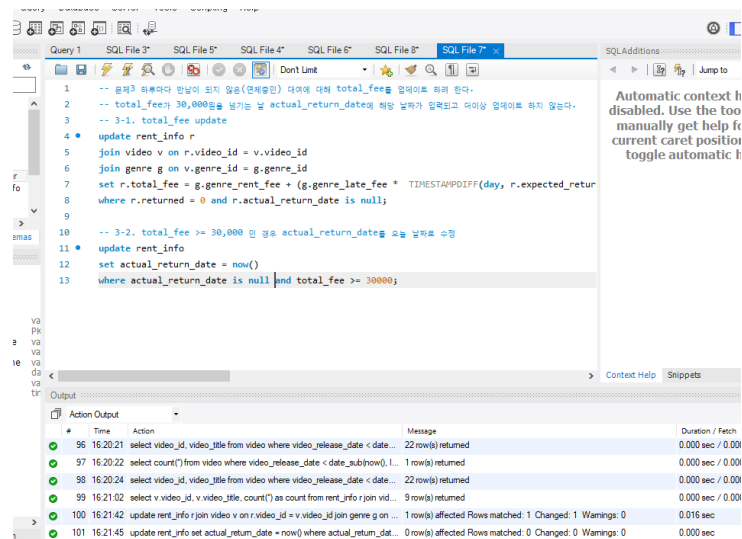 Query 1
SQL File 3*
SQL File 5*
SQL File 4*
SQL File 6*
SQL File 8*
SQL File 7*
SQLAdditions
Don't Limit
Jump to
1 -- 문제3 하루마다 반납이 되지 않은(연체중인) 대여에 대해 total_fee를 업데이트 하려 한다.
2 -- total_fee가 30,000원을 넘기는 날 actual_return_date에 해당 날짜가 입력되고 더이상 업데이트 하지 않는다.
3 -- 3-1. total_fee update
4 update rent_info r
5 join video v on r.video_id = v.video_id
6 join genre g on v.genre_id = g.genre_id
7 set r.total_fee = g.genre_rent_fee + (g.genre_late_fee * TIMESTAMPDIFF(day, r.expected_retur
8 where r.returned = 0 and r.actual_return_date is null;
9
10 -- 3-2. total_fee >= 30,000 인 경우 actual_return_date를 오늘 날짜로 수정
11 update rent_info
12 set actual_return_date = now()
13 where actual_return_date is null and total_fee >= 30000;
Automatic context h
disabled. Use the too
manually get help fo
current caret position
toggle automatic h
Context Help
Snippets
Output
Action Output
# Time Action Message Duration / Fetch
96 16:20:21 select video_id, video_title from video where video_release_date < date... 22 row(s) returned 0.000 sec / 0.000
97 16:20:22 select count(*) from video where video_release_date < date_sub(now(), I... 1 row(s) returned 0.000 sec / 0.000
98 16:20:24 select video_id, video_title from video where video_release_date < date... 22 row(s) returned 0.000 sec / 0.000
99 16:21:02 select v.video_id, v.video_title, count(*) as count from rent_info r join vid... 9 row(s) returned 0.000 sec / 0.000
100 16:21:42 update rent_info r join video v on r.video_id = v.video_id join genre g on ... 1 row(s) affected Rows matched: 1 Changed: 1 Warnings: 0 0.016 sec
101 16:21:45 update rent_info set actual_return_date = now() where actual_return_dat... 0 row(s) affected Rows matched: 0 Changed: 0 Warnings: 0 0.000 sec